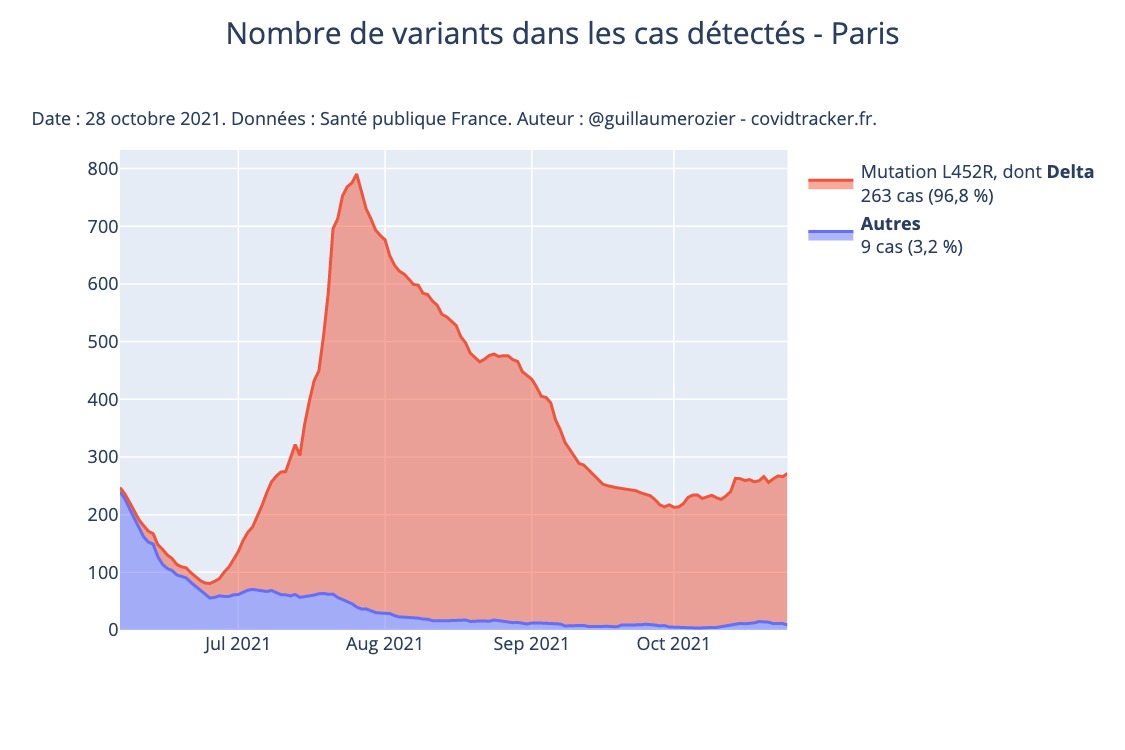 Nombre de variants dans les cas détectés - Paris
Date : 28 octobre 2021. Données : Santé publique France. Auteur : @guillaumerozier - covidtracker.fr.
800
700
600
500
400
300
200
100
0
Jul 2021 Aug 2021 Sep 2021 Oct 2021
Mutation L452R, dont Delta
263 cas (96,8 %)
Autres
9 cas (3,2 %)